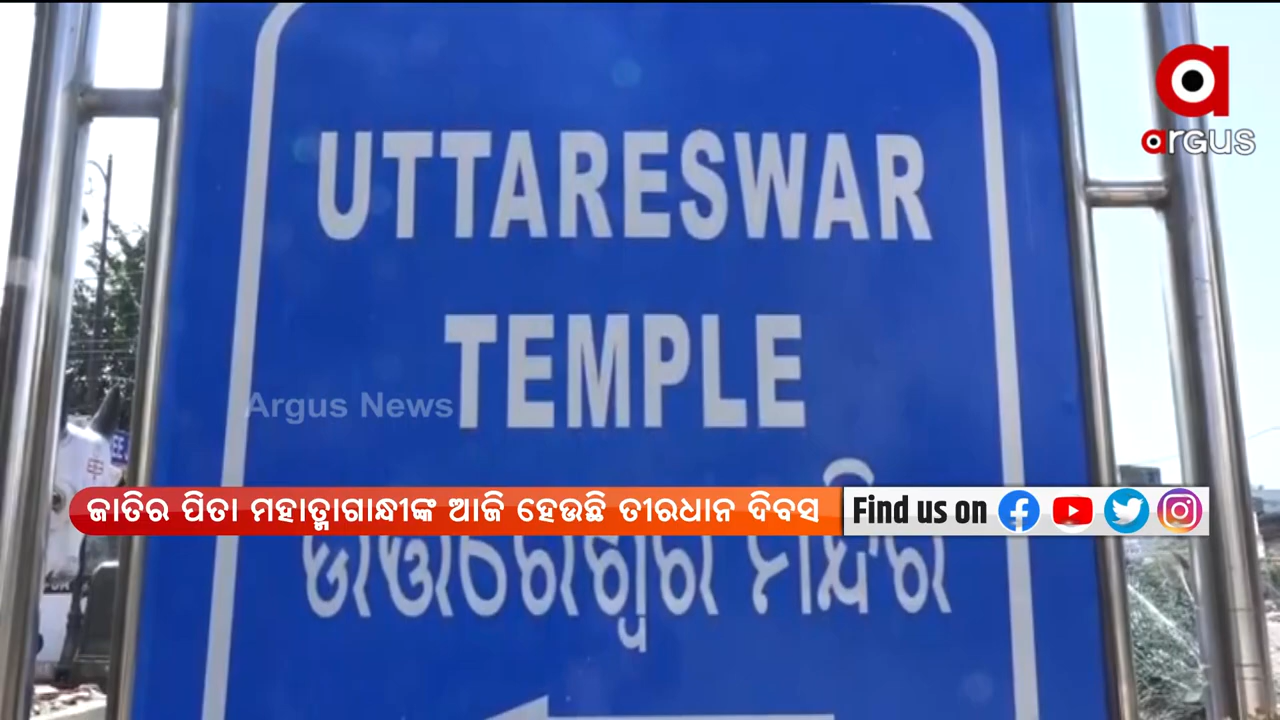 UTTARESWAR
TEMPLE
Argus News
argus
ଜାତିର ପିତା ମହାତ୍ମାଗାନ୍ଧୀଙ୍କ ଆଜି ହେଉଛି ତୀରଧାନ ଦିବସ
Find us on
ଉତ୍ତରେଶ୍ୱର ମନ୍ଦିର